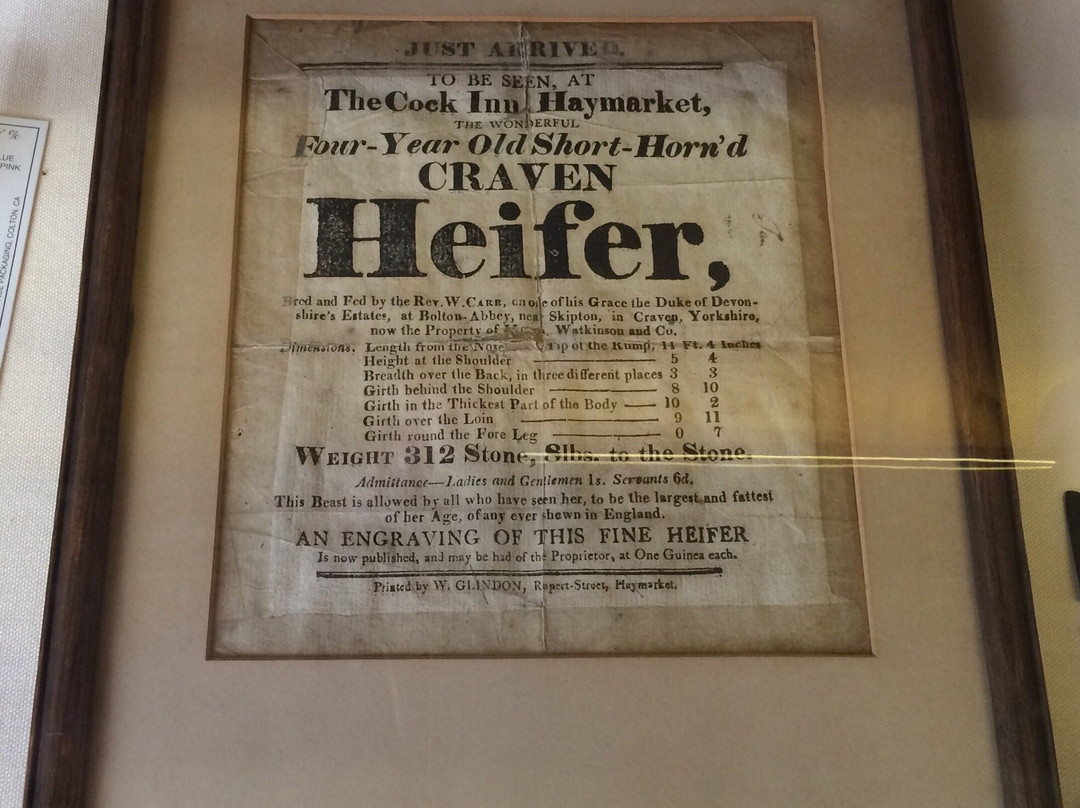 JUST ARRIVED.
TO BE SEEN, AT
The Cock Inn Haymarket,
THE WONDERFUL
Four-Year Old Short-Horn'd
CRAVEN
Heifer,
Bred and Fed by the Rev. W. CARR, on one of his Grace the Duke of Devon-
shire's Estates, at Bolton-Abbey, near Skipton, in Craven, Yorkshire,
now the Property of Watkinson and Co.
Dimensions. Length from the Nose Tip of the Rump, 11 Ft. 4 Inches
Height at the Shoulder 5 4
Breadth over the Back, in three different places 3 3
Girth behind the Shoulder 8 10
Girth in the Thickest Part of the Body 10 2
Girth over the Loin 9 11
Girth round the Fore Leg 0 7
WEIGHT 312 Stone, 8lbs. to the Stone.
Admittance—Ladies and Gentlemen 1s. Servants 6d.
This Beast is allowed by all who have seen her, to be the largest and fattest
of her Age, of any ever shewn in England.
AN ENGRAVING OF THIS FINE HEIFER
Is now published, and may be had of the Proprietor, at One Guinea each.
Printed by W. GLINDON, Rupert-Street, Haymarket.
%
PINK
PACKAGING, COLTON, CA